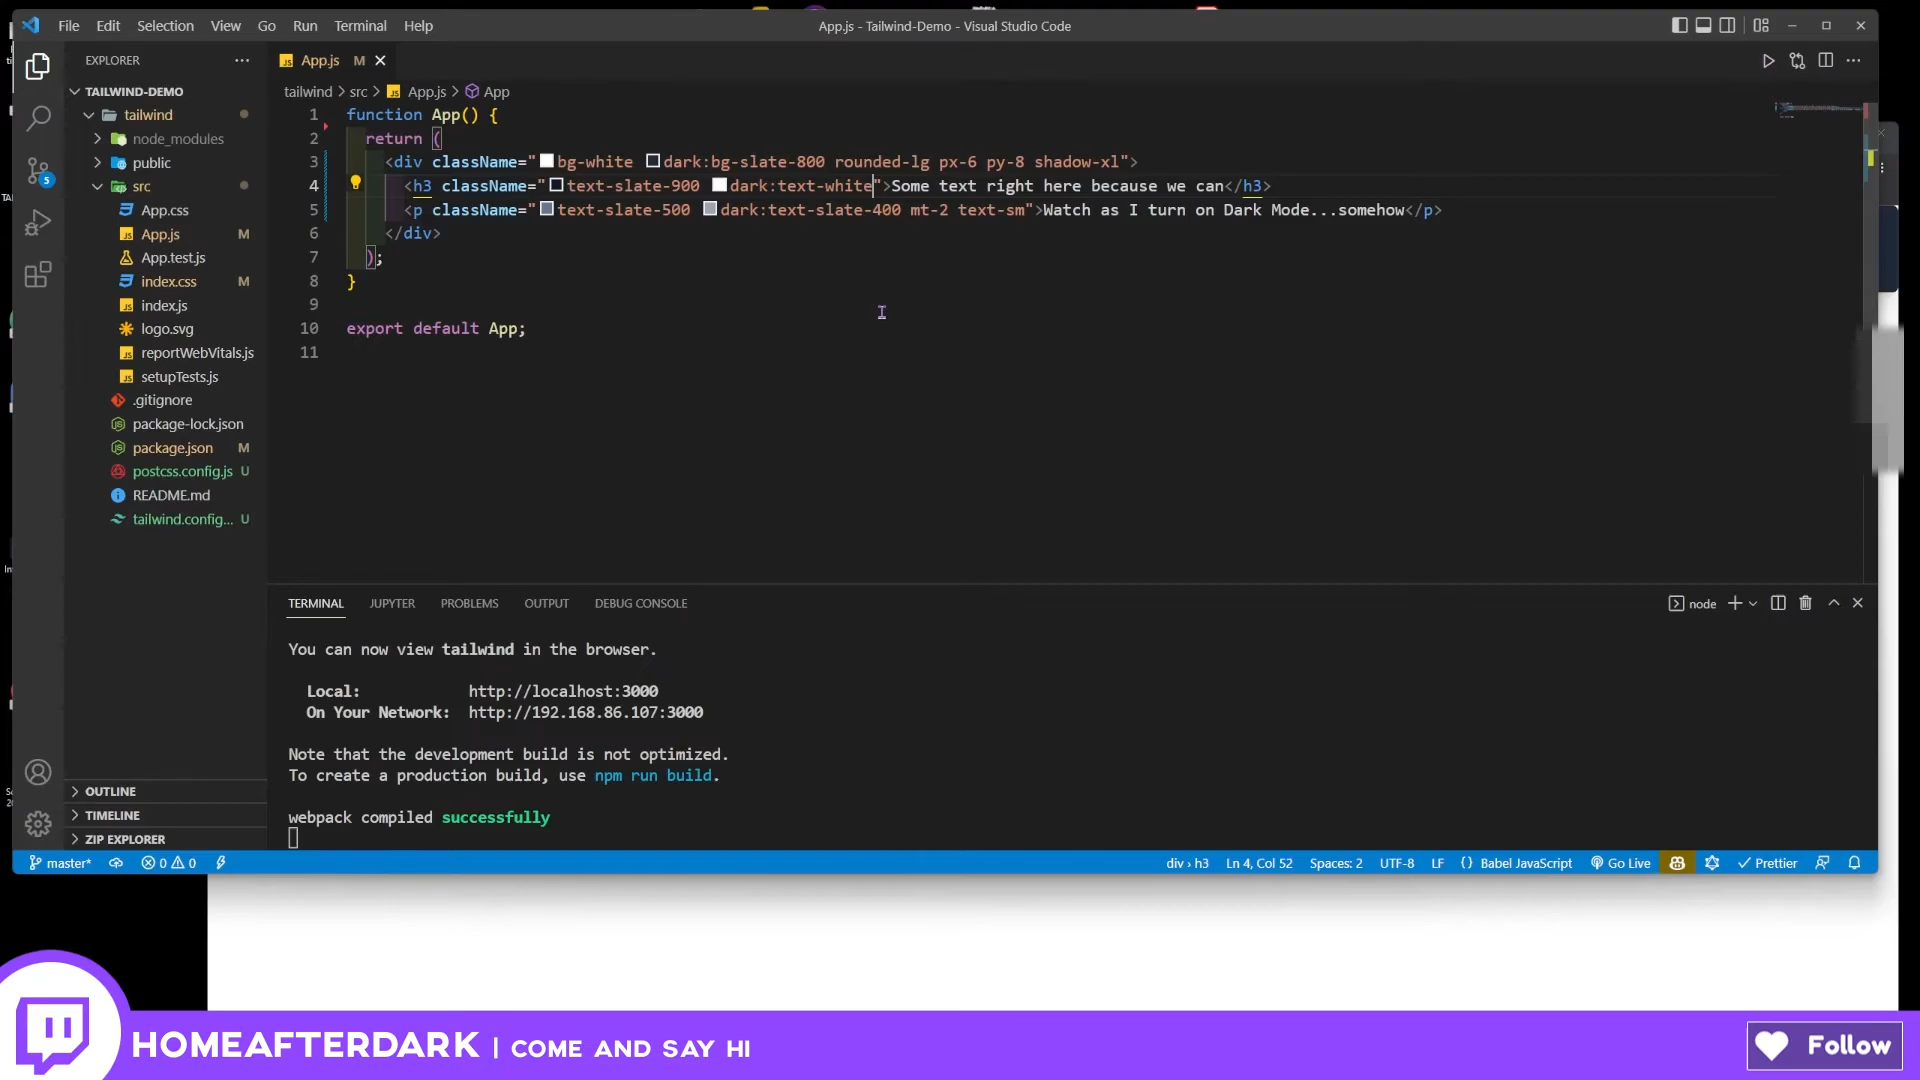 File Edit Selection View Go Run Terminal Help
App.js - Tailwind-Demo - Visual Studio Code
EXPLORER
App.js M
TAILWIND-DEMO
tailwind
node_modules
public
src
App.css
App.js M
App.test.js
index.css M
index.js
logo.svg
reportWebVitals.js
setupTests.js
.gitignore
package-lock.json
package.json M
postcss.config.js U
README.md
tailwind.config... U
OUTLINE
TIMELINE
ZIP EXPLORER
tailwind > src > App.js > App
1 function App() {
2 return (
3 <div className="bg-white dark:bg-slate-800 rounded-lg px-6 py-8 shadow-xl">
4 <h3 className="text-slate-900 dark:text-white">Some text right here because we can</h3>
5 <p className="text-slate-500 dark:text-slate-400 mt-2 text-sm">Watch as I turn on Dark Mode...somehow</p>
6 </div>
7 );
8 }
9
10 export default App;
11
TERMINAL JUPYTER PROBLEMS OUTPUT DEBUG CONSOLE
node
You can now view tailwind in the browser.
Local: http://localhost:3000
On Your Network: http://192.168.86.107:3000
Note that the development build is not optimized.
To create a production build, use npm run build.
webpack compiled successfully
master* 0 0
div › h3 Ln 4, Col 52 Spaces: 2 UTF-8 LF {} Babel JavaScript Go Live Prettier
5
HOMEAFTERDARK | COME AND SAY HI
Follow